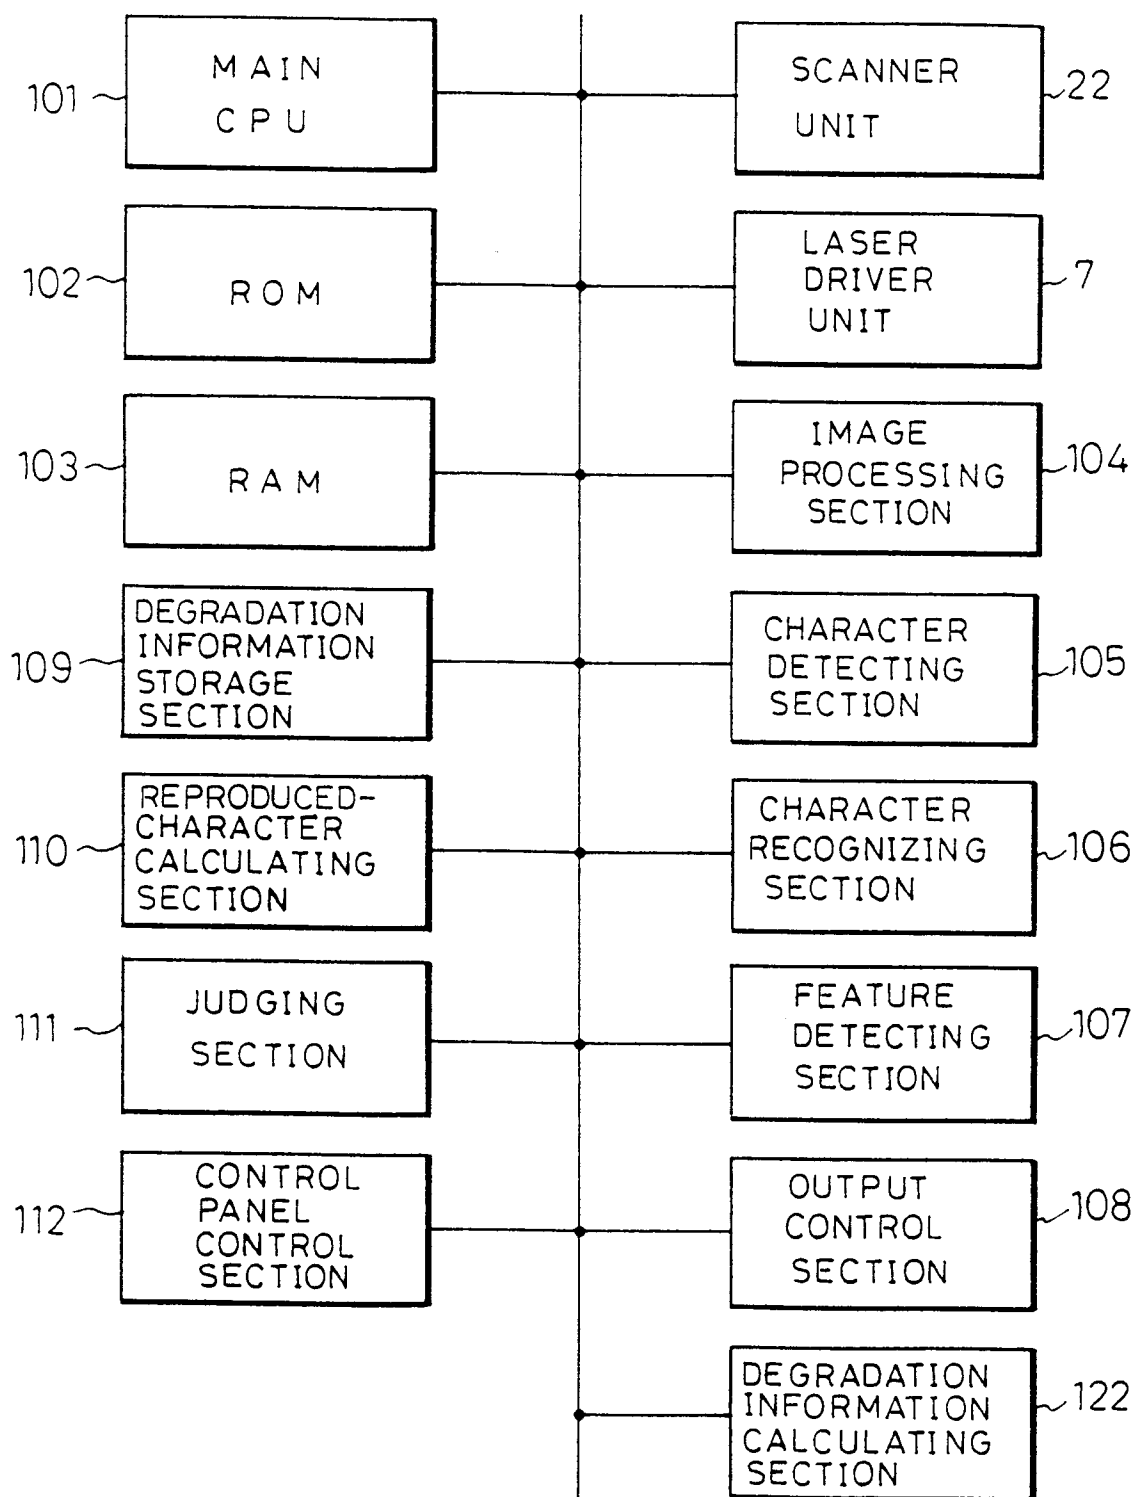 MAIN
CPU
101
SCANNER
UNIT
22
ROM
102
LASER
DRIVER
UNIT
7
RAM
103
IMAGE
PROCESSING
SECTION
104
DEGRADATION
INFORMATION
STORAGE
SECTION
109
CHARACTER
DETECTING
SECTION
105
REPRODUCED-
CHARACTER
CALCULATING
SECTION
110
CHARACTER
RECOGNIZING
SECTION
106
JUDGING
SECTION
111
FEATURE
DETECTING
SECTION
107
CONTROL
PANEL
CONTROL
SECTION
112
OUTPUT
CONTROL
SECTION
108
DEGRADATION
INFORMATION
CALCULATING
SECTION
122